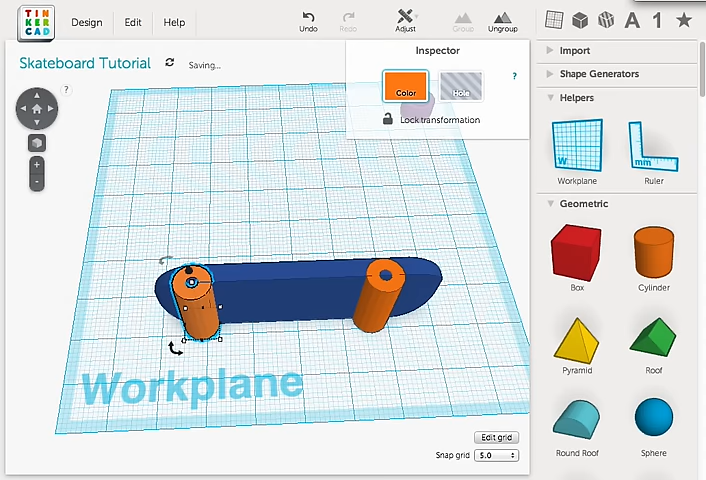 TIN
KER
CAD
Design
Edit
Help
Undo
Redo
Adjust
Group
Ungroup
A
1
Skateboard Tutorial
Saving...
?
Inspector
Color
Hole
?
Lock transformation
Import
Shape Generators
Helpers
W
mm
Workplane
Ruler
Geometric
Box
Cylinder
Pyramid
Roof
Round Roof
Sphere
+
-
Workplane
Edit grid
Snap grid 5.0